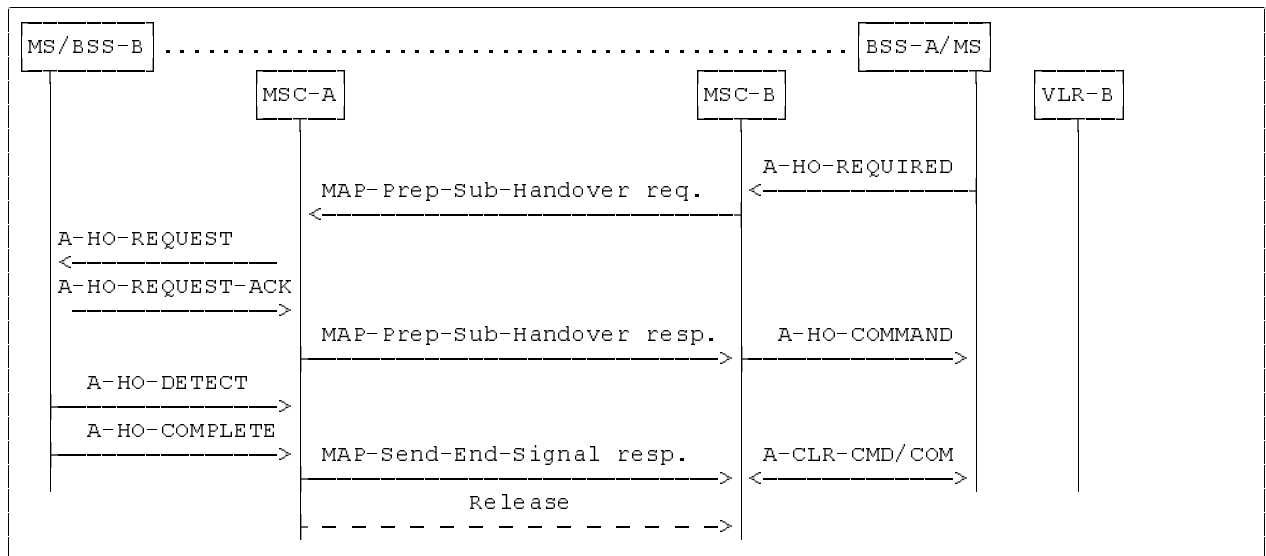 MS/BSS-B BSS-A/MS
MSC-A MSC-B VLR-B
A-HO-REQUIRED
MAP-Prep-Sub-Handover req.
A-HO-REQUEST
A-HO-REQUEST-ACK
MAP-Prep-Sub-Handover resp. A-HO-COMMAND
A-HO-DETECT
A-HO-COMPLETE
MAP-Send-End-Signal resp. A-CLR-CMD/COM
Release